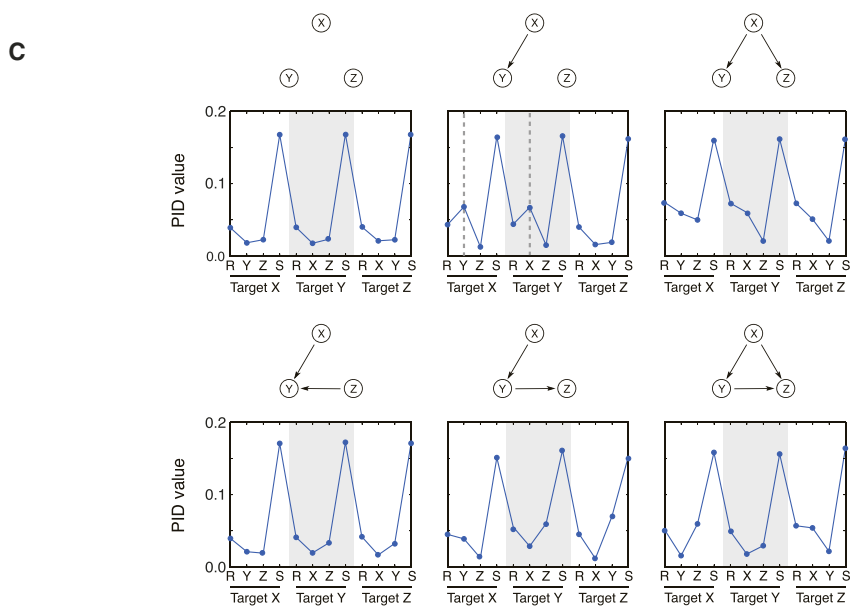 C
X X X
Y Z Y Z Y Z
0.2
0.1
0.0
PID value
R Y Z S R X Z S R X Y S R Y Z S R X Z S R X Y S R Y Z S R X Z S R X Y S
Target X Target Y Target Z Target X Target Y Target Z Target X Target Y Target Z
X X X
Y Z Y Z Y Z
0.2
0.1
0.0
PID value
R Y Z S R X Z S R X Y S R Y Z S R X Z S R X Y S R Y Z S R X Z S R X Y S
Target X Target Y Target Z Target X Target Y Target Z Target X Target Y Target Z